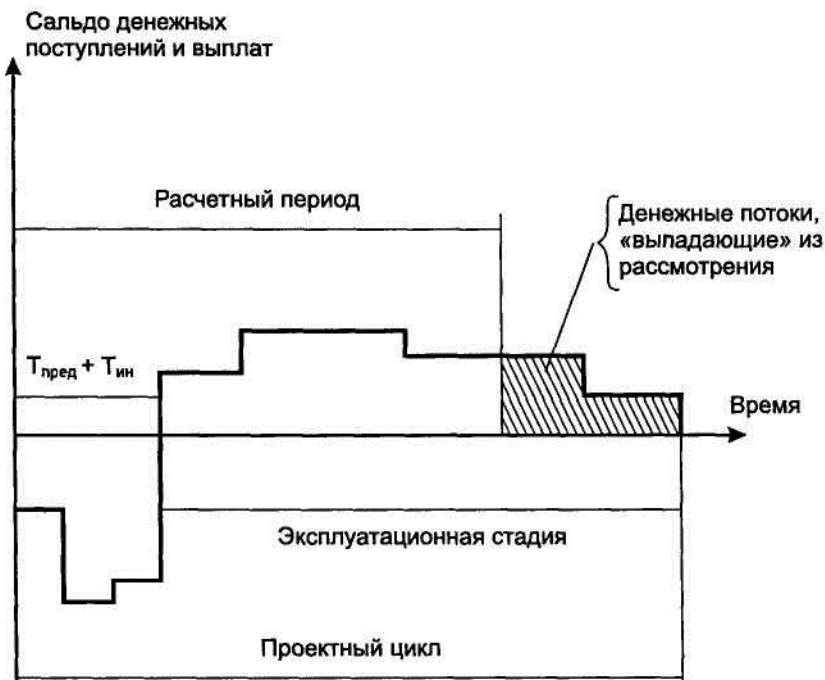 Сальдо денежных
поступлений и выплат
Расчетный период
Денежные потоки,
«выпадающие» из
рассмотрения
Tпред + Tин
Время
Эксплуатационная стадия
Проектный цикл